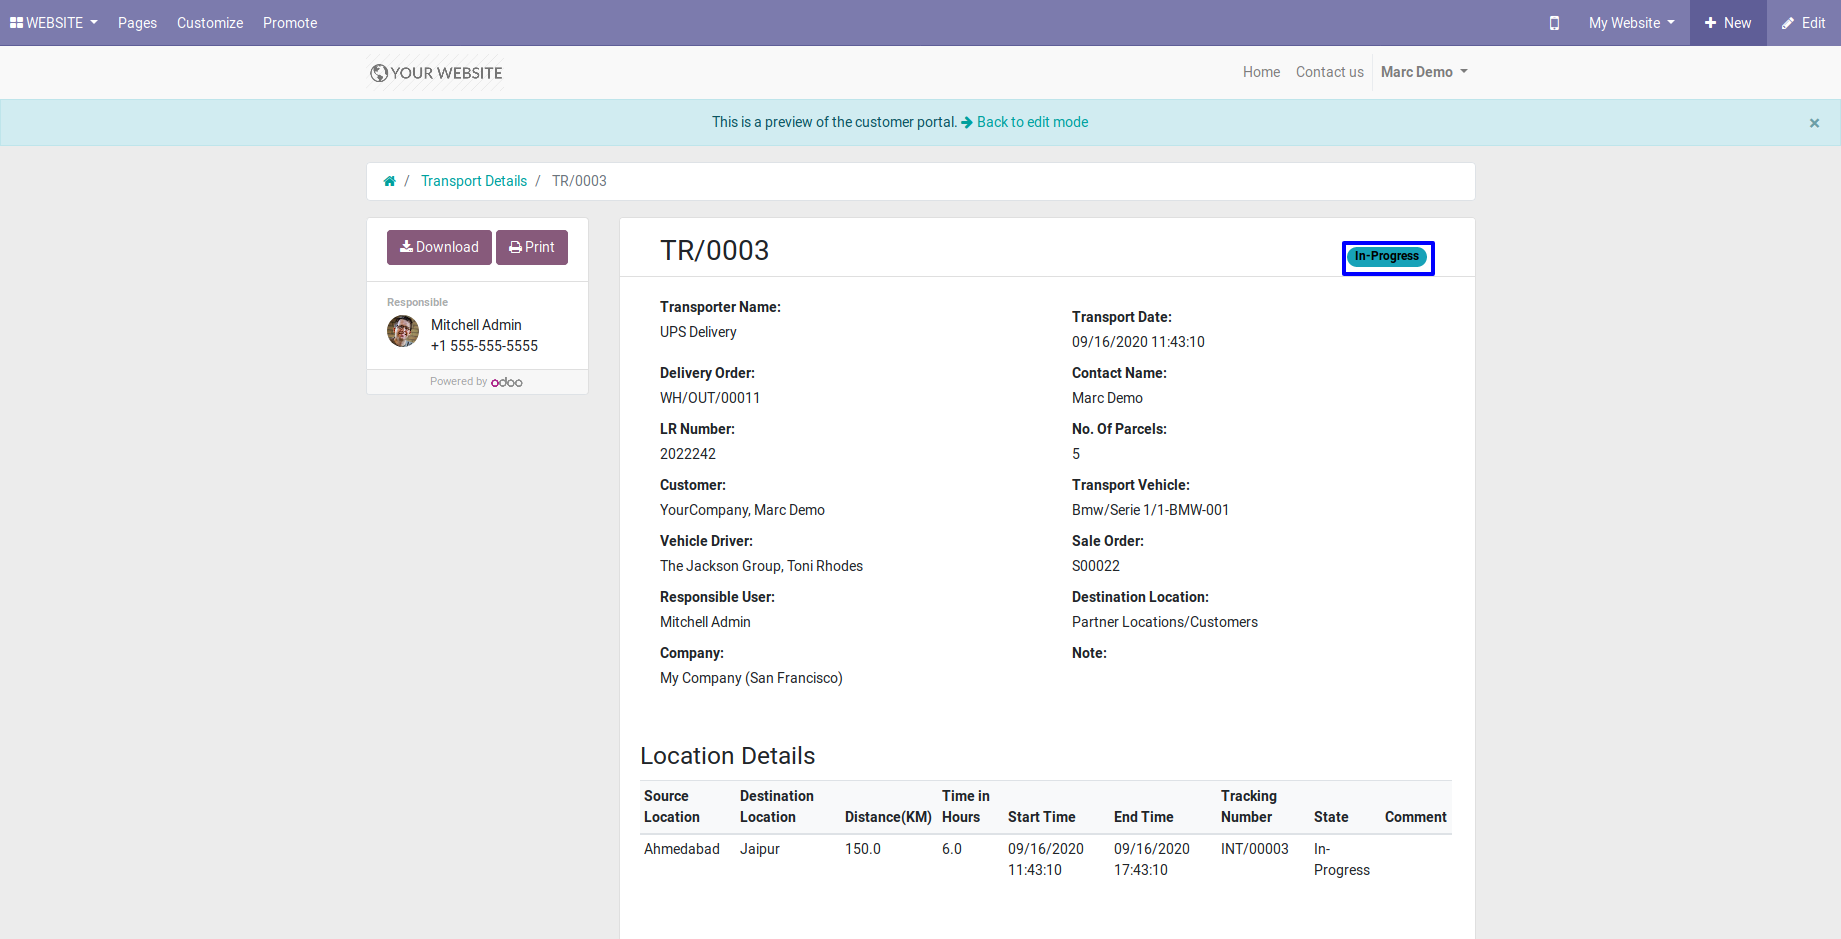 WEBSITE Pages Customize Promote My Website New Edit
YOUR WEBSITE Home Contact us Marc Demo
This is a preview of the customer portal. Back to edit mode ×
/ Transport Details / TR/0003
Download Print
Responsible
Mitchell Admin
+1 555-555-5555
Powered by odoo
TR/0003 In-Progress
Transporter Name:
UPS Delivery
Transport Date:
09/16/2020 11:43:10
Delivery Order: Contact Name:
WH/OUT/00011 Marc Demo
LR Number: No. Of Parcels:
2022242 5
Customer: Transport Vehicle:
YourCompany, Marc Demo Bmw/Serie 1/1-BMW-001
Vehicle Driver: Sale Order:
The Jackson Group, Toni Rhodes S00022
Responsible User: Destination Location:
Mitchell Admin Partner Locations/Customers
Company: Note:
My Company (San Francisco)
Location Details
Source Destination Time in Tracking
Location Location Distance(KM) Hours Start Time End Time Number State Comment
Ahmedabad Jaipur 150.0 6.0 09/16/2020 09/16/2020 INT/00003 In-
11:43:10 17:43:10 Progress